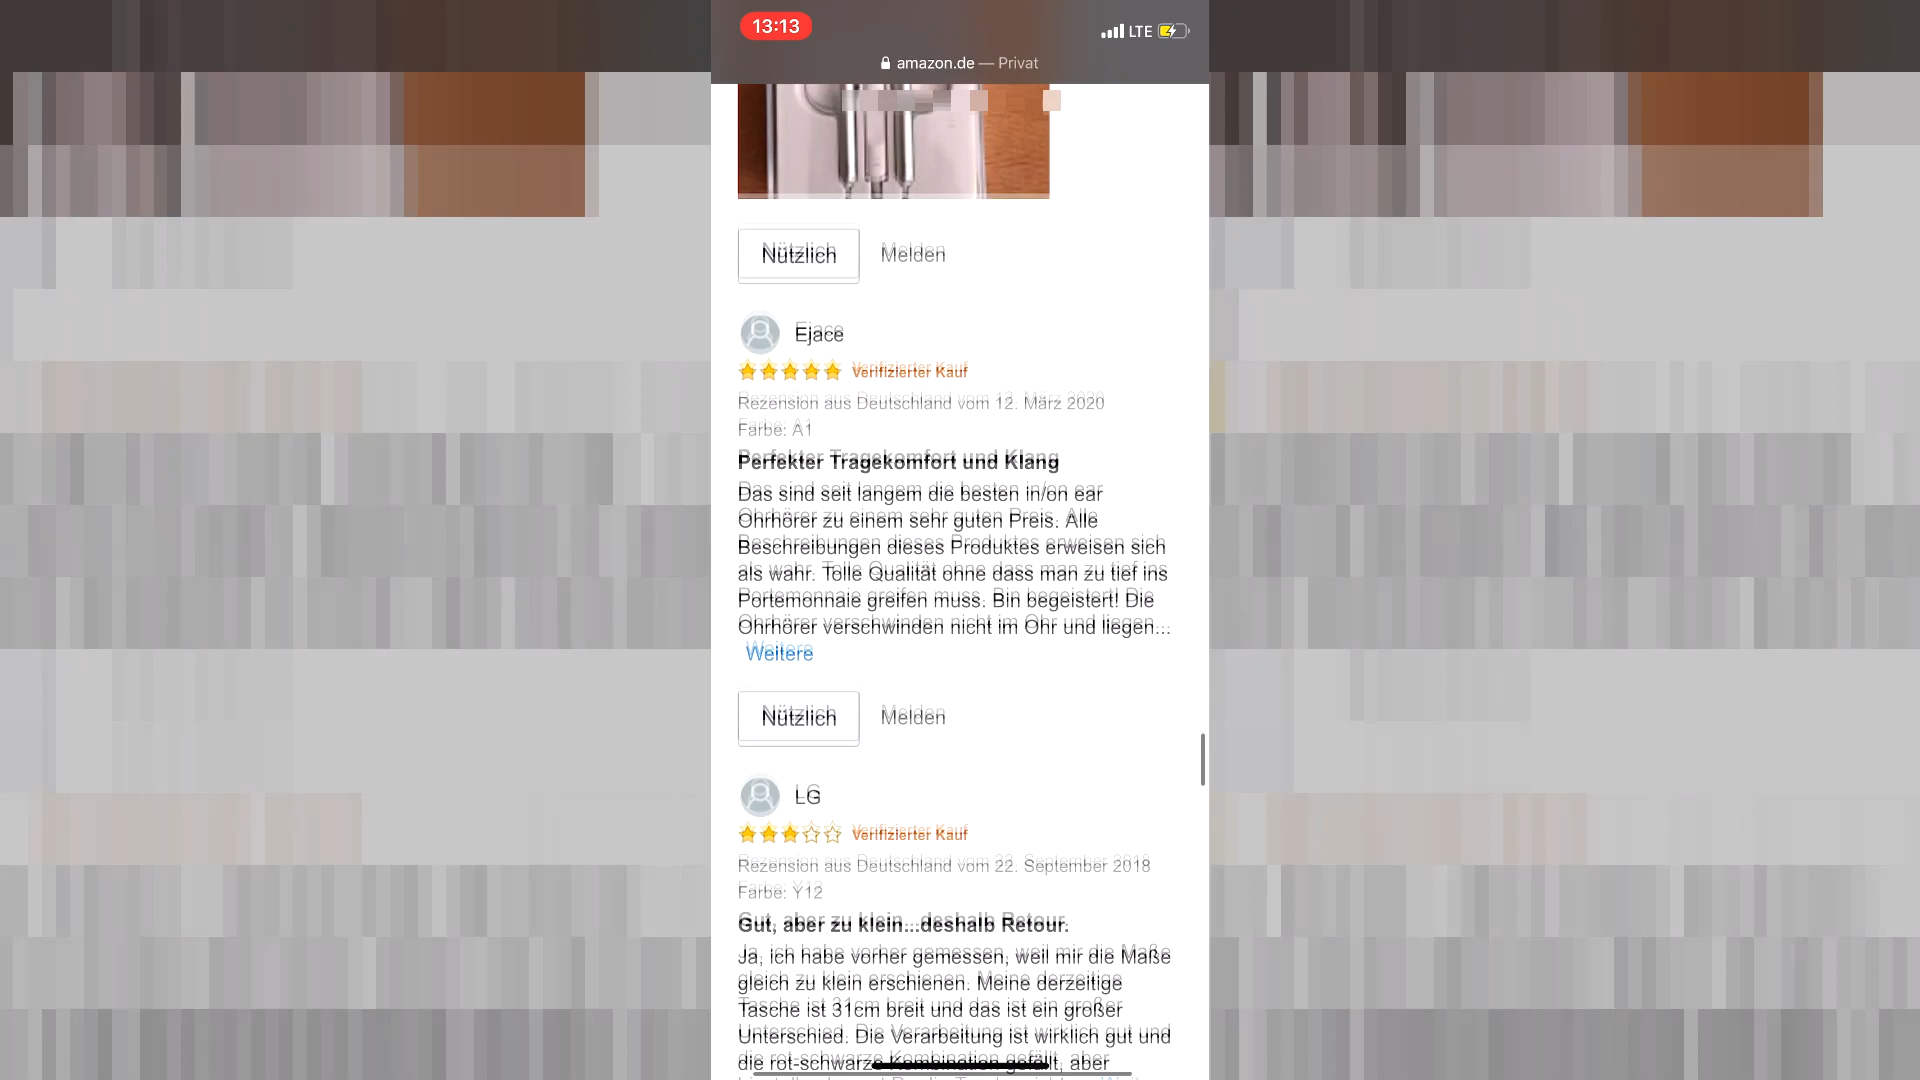 13:13
LTE
amazon.de — Privat
Nützlich
Melden
Ejace
Verifizierter Kauf
Rezension aus Deutschland vom 12. März 2020
Farbe: A1
Perfekter Tragekomfort und Klang
Das sind seit langem die besten in/on ear
Ohrhörer zu einem sehr guten Preis. Alle
Beschreibungen dieses Produktes erweisen sich
als wahr. Tolle Qualität ohne dass man zu tief ins
Portemonnaie greifen muss. Bin begeistert! Die
Ohrhörer verschwinden nicht im Ohr und liegen...
Weitere
Nützlich
Melden
LG
Verifizierter Kauf
Rezension aus Deutschland vom 22. September 2018
Farbe: Y12
Gut, aber zu klein...deshalb Retour.
Ja, ich habe vorher gemessen, weil mir die Maße
gleich zu klein erschienen. Meine derzeitige
Tasche ist 31cm breit und das ist ein großer
Unterschied. Die Verarbeitung ist wirklich gut und
die rot-schwarze Kombination gefällt, aber